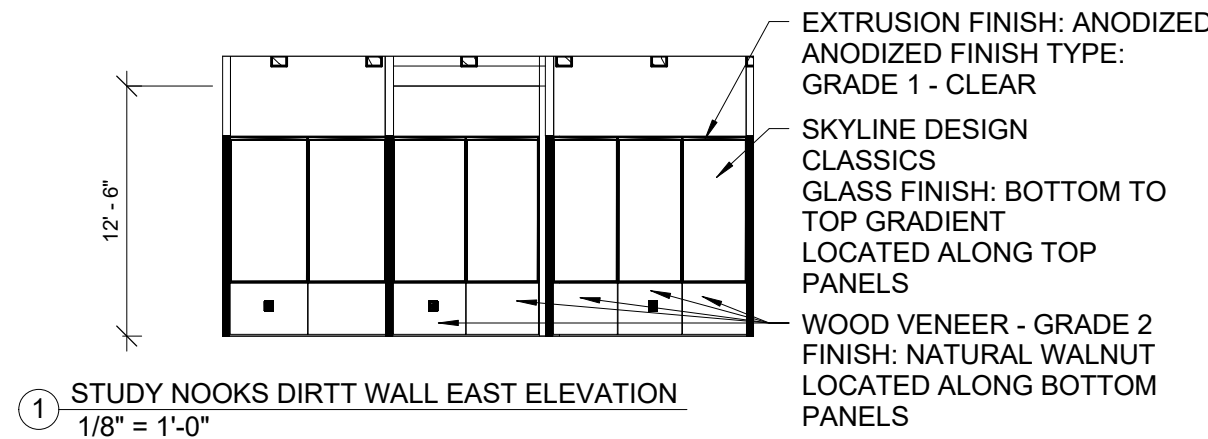 EXTRUSION FINISH: ANODIZED
ANODIZED FINISH TYPE:
GRADE 1 - CLEAR
SKYLINE DESIGN
CLASSICS
GLASS FINISH: BOTTOM TO
TOP GRADIENT
LOCATED ALONG TOP
PANELS
12' - 6"
WOOD VENEER - GRADE 2
FINISH: NATURAL WALNUT
LOCATED ALONG BOTTOM
PANELS
1 STUDY NOOKS DIRTT WALL EAST ELEVATION
1/8" = 1'-0"